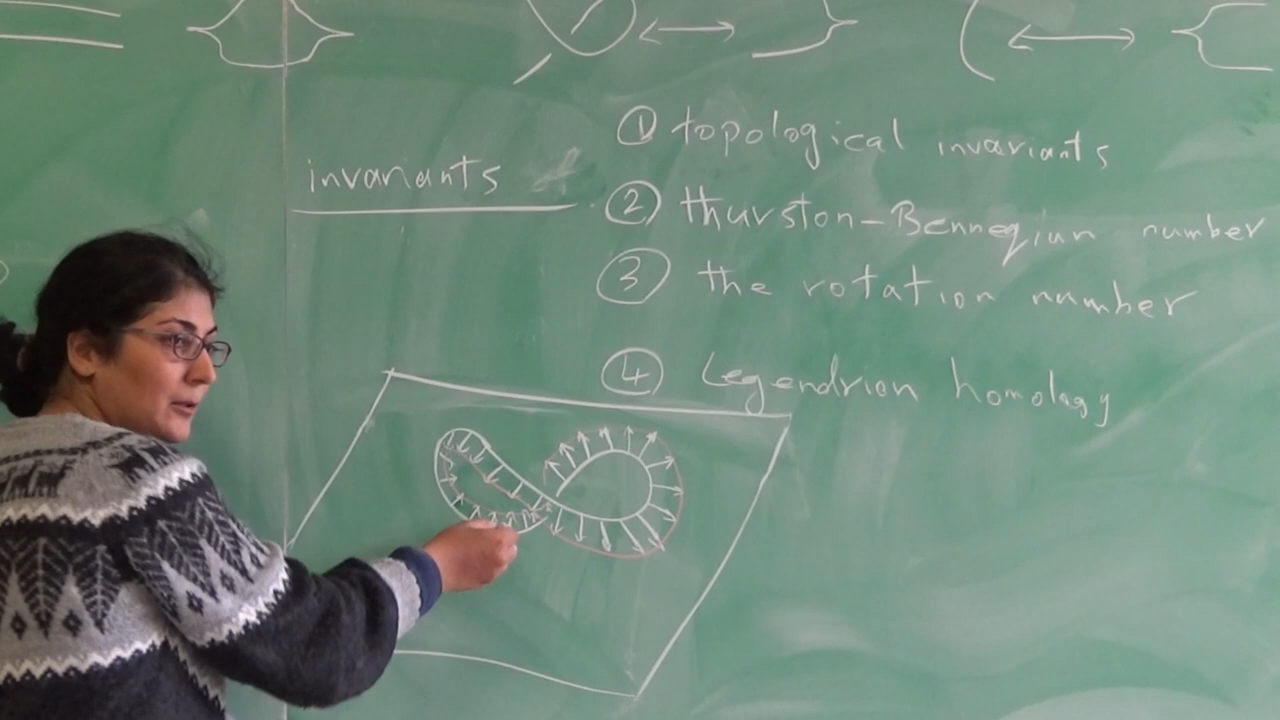 invariants
① topological invariants
② thurston-Bennequin number
③ the rotation number
④ Legendrian homology